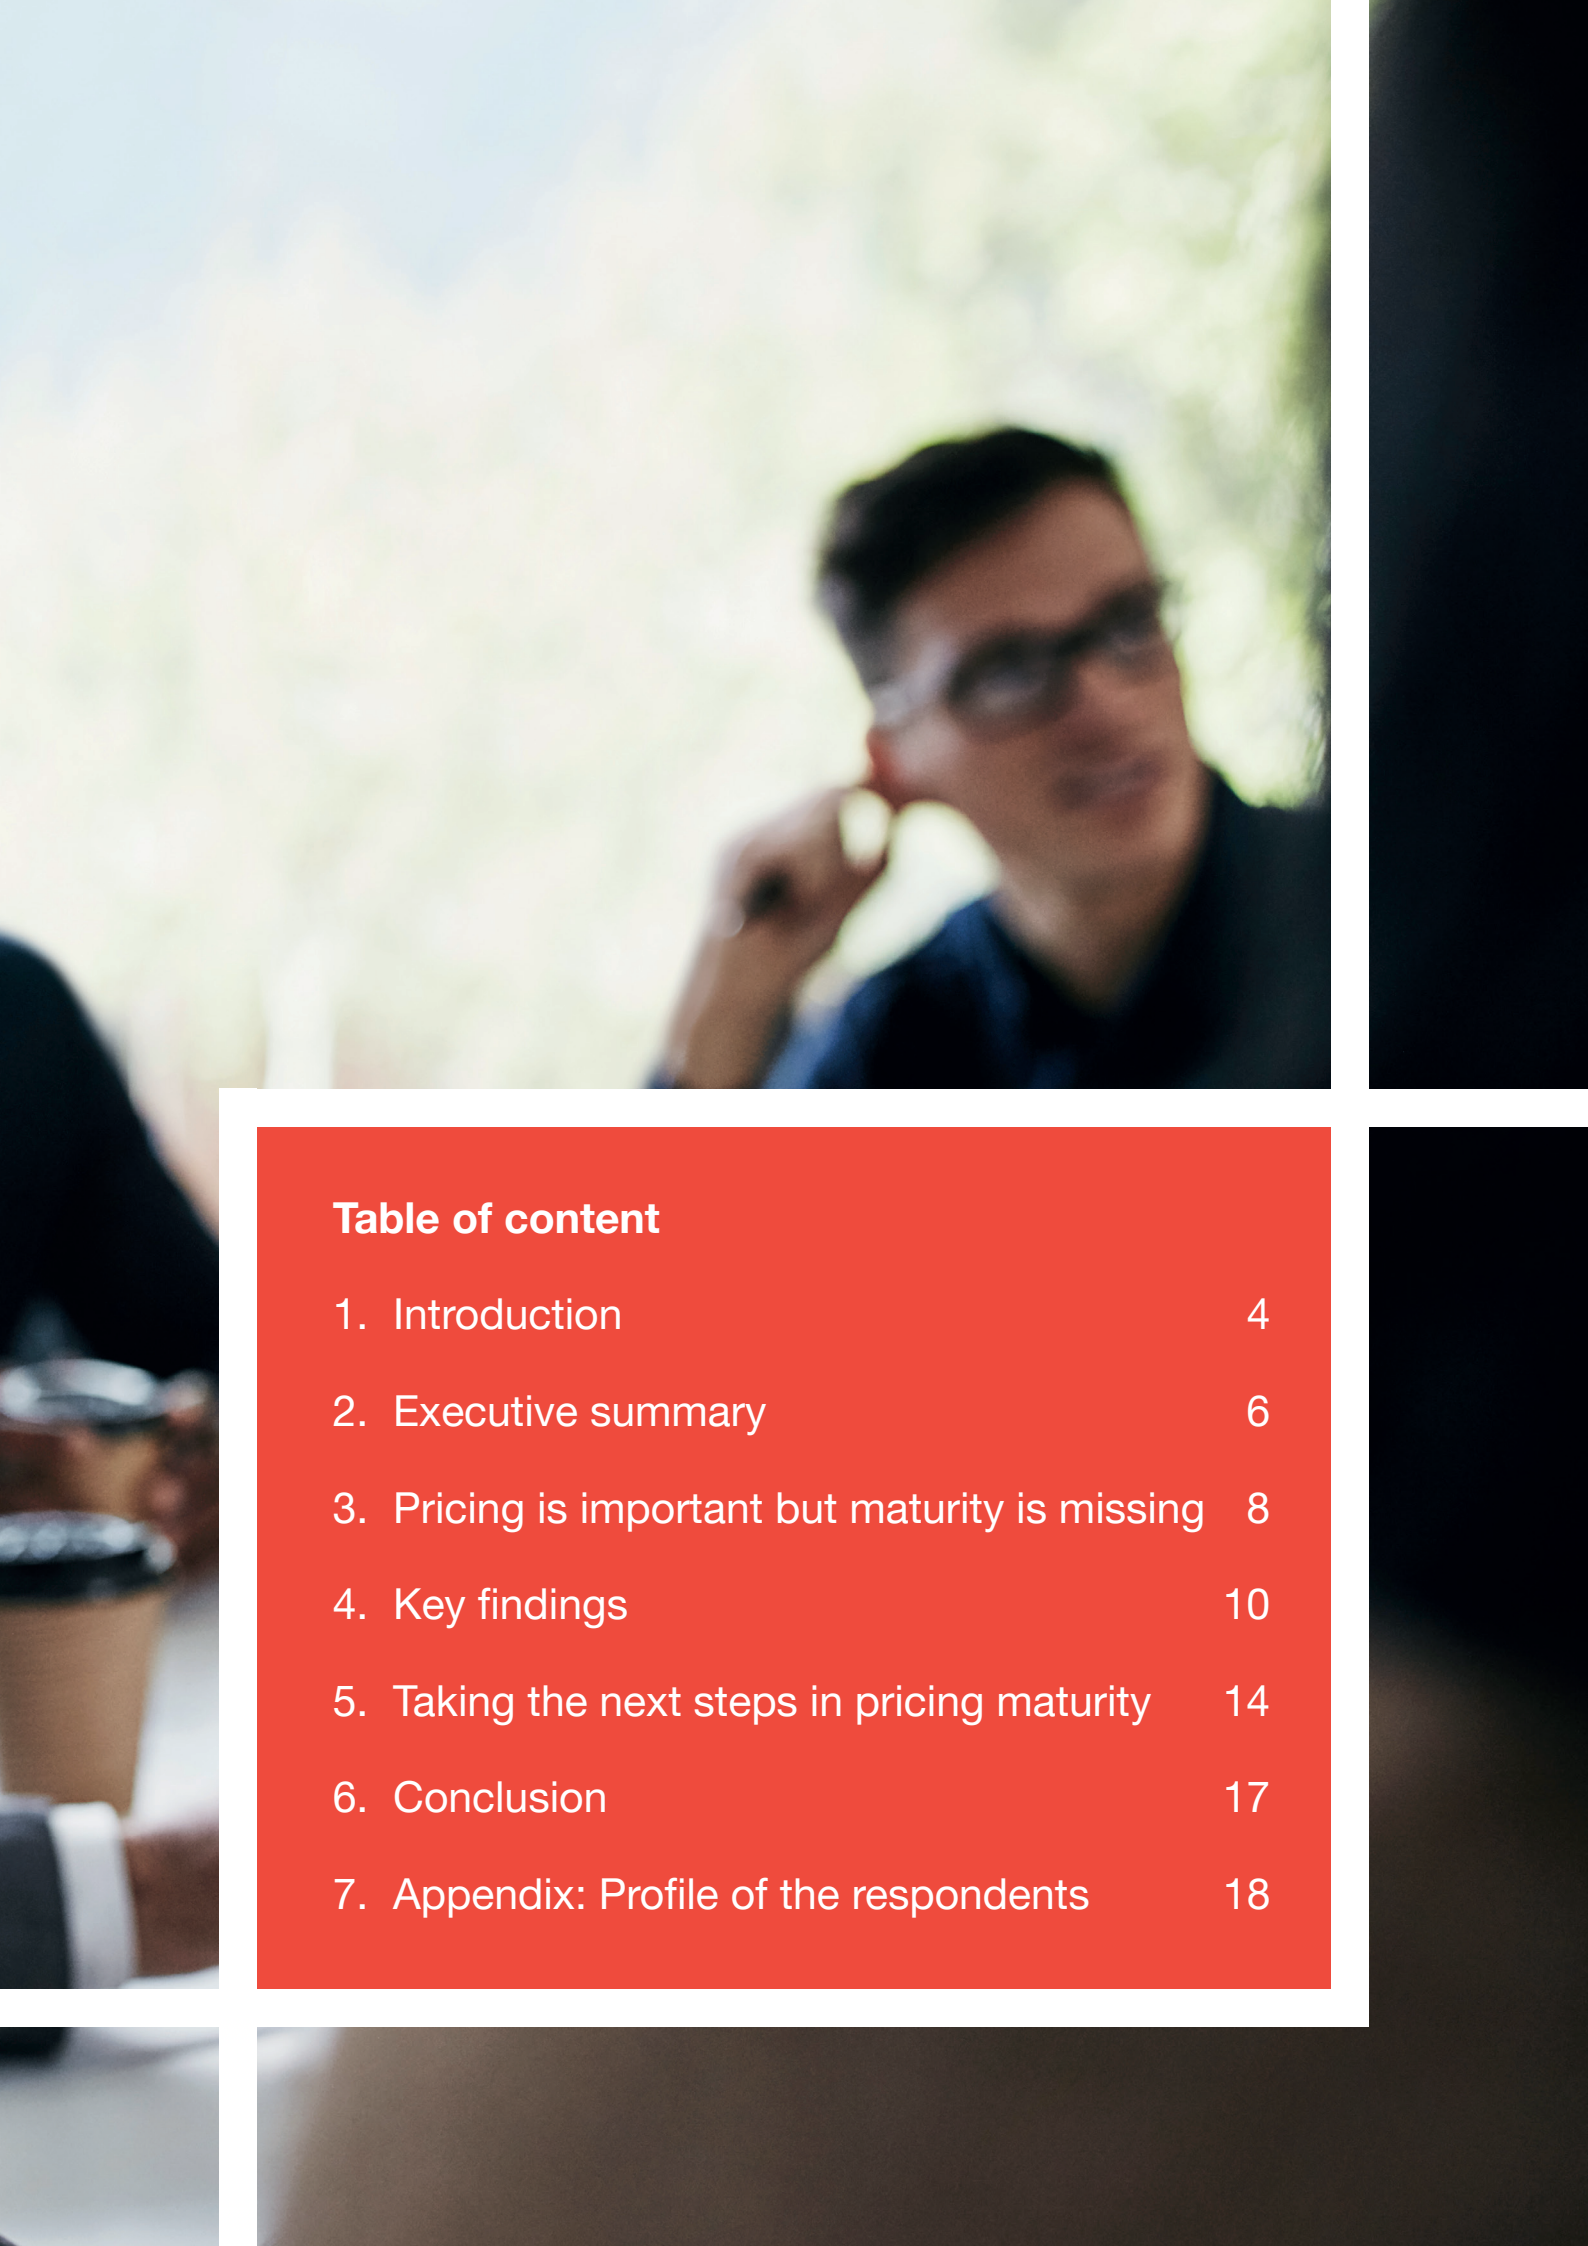 Table of content
1. Introduction 4
2. Executive summary 6
3. Pricing is important but maturity is missing 8
4. Key findings 10
5. Taking the next steps in pricing maturity 14
6. Conclusion 17
7. Appendix: Profile of the respondents 18